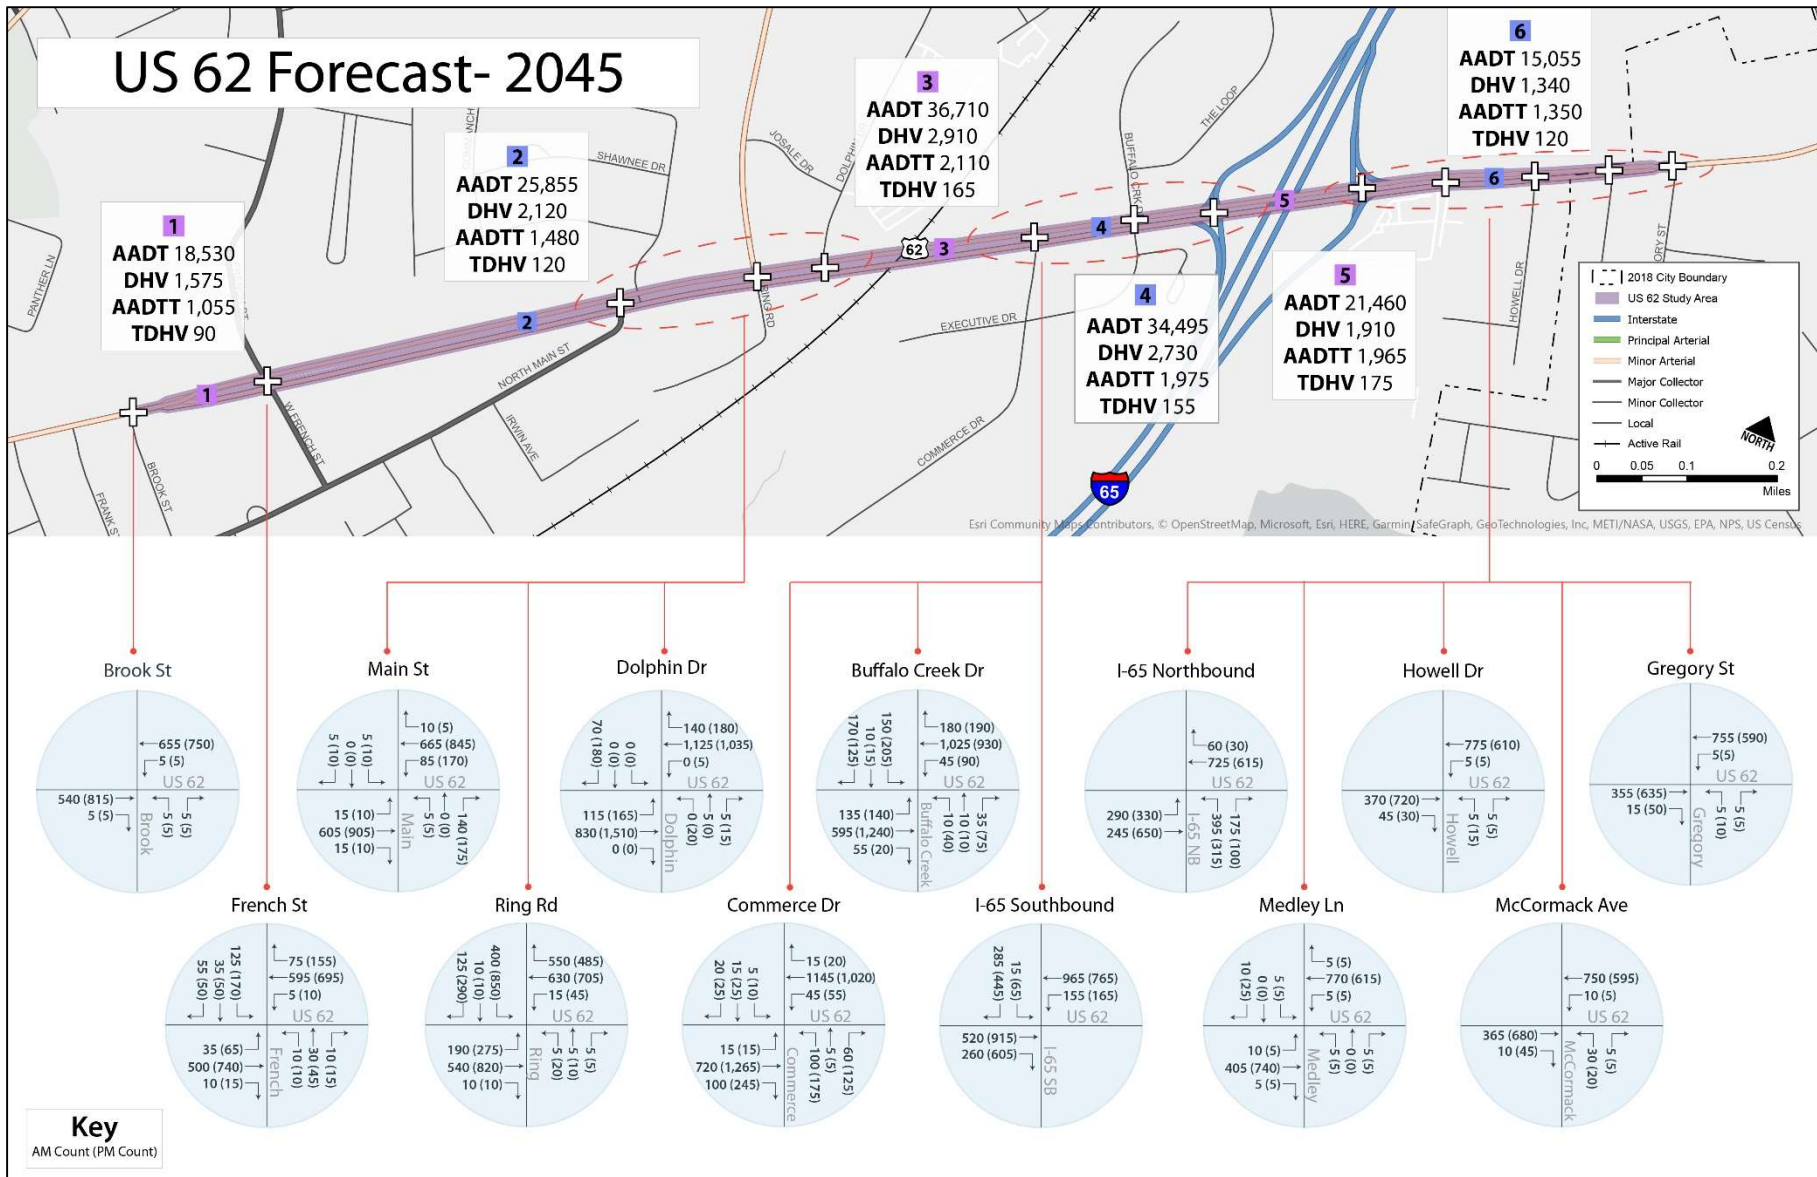 US 62 Forecast- 2045
1
AADT 18,530
DHV 1,575
AADTT 1,055
TDHV 90
2
AADT 25,855
DHV 2,120
AADTT 1,480
TDHV 120
3
AADT 36,710
DHV 2,910
AADTT 2,110
TDHV 165
4
AADT 34,495
DHV 2,730
AADTT 1,975
TDHV 155
5
AADT 21,460
DHV 1,910
AADTT 1,965
TDHV 175
6
AADT 15,055
DHV 1,340
AADTT 1,350
TDHV 120
PANTHER LN
SHAWNEE DR
JOSALE DR
DOLPHIN
THE LOOP
BUFFALO CRK D
1
2
3
4
5
6
62
RING RD
NORTH MAIN ST
W FRENCH ST
BROOK ST
FRANK ST
IRWIN AVE
EXECUTIVE DR
COMMERCE DR
HOWELL DR
ORY ST
65
2018 City Boundary
US 62 Study Area
Interstate
Principal Arterial
Minor Arterial
Major Collector
Minor Collector
Local
Active Rail
NORTH
0 0.05 0.1 0.2
Miles
Esri Community Maps Contributors, © OpenStreetMap, Microsoft, Esri, HERE, Garmin, SafeGraph, GeoTechnologies, Inc, METI/NASA, USGS, EPA, NPS, US Census
Brook St
655 (750)
5 (5)
US 62
540 (815)
5 (5)
Brook
5 (5)
5 (5)
Main St
5 (10)
0 (0)
5 (10)
10 (5)
665 (845)
85 (170)
US 62
15 (10)
605 (905)
15 (10)
Main
5 (5)
0 (0)
140 (175)
Dolphin Dr
70 (180)
0 (0)
0 (0)
140 (180)
1,125 (1,035)
0 (5)
US 62
115 (165)
830 (1,510)
0 (0)
Dolphin
0 (20)
5 (0)
5 (15)
Buffalo Creek Dr
170 (125)
10 (15)
150 (205)
180 (190)
1,025 (930)
45 (90)
US 62
135 (140)
595 (1,240)
55 (20)
Buffalo Creek
10 (40)
10 (10)
35 (75)
I-65 Northbound
60 (30)
725 (615)
US 62
290 (330)
245 (650)
I-65 NB
395 (315)
175 (100)
Howell Dr
775 (610)
5 (5)
US 62
370 (720)
45 (30)
Howell
5 (15)
5 (5)
Gregory St
755 (590)
5 (5)
US 62
355 (635)
15 (50)
Gregory
5 (10)
5 (5)
French St
55 (50)
35 (50)
125 (170)
75 (155)
595 (695)
5 (10)
US 62
35 (65)
500 (740)
10 (15)
French
10 (10)
30 (45)
10 (15)
Ring Rd
125 (290)
10 (10)
400 (850)
550 (485)
630 (705)
15 (45)
US 62
190 (275)
540 (820)
10 (10)
Ring
5 (20)
5 (10)
5 (5)
Commerce Dr
20 (25)
15 (25)
5 (10)
15 (20)
1145 (1,020)
45 (55)
US 62
15 (15)
720 (1,265)
100 (245)
Commerce
100 (175)
5 (5)
60 (125)
I-65 Southbound
285 (445)
15 (65)
965 (765)
155 (165)
US 62
520 (915)
260 (605)
I-65 SB
Medley Ln
10 (25)
0 (0)
5 (5)
5 (5)
770 (615)
5 (5)
US 62
10 (5)
405 (740)
5 (5)
Medley
5 (5)
0 (0)
5 (5)
McCormack Ave
750 (595)
10 (5)
US 62
365 (680)
10 (45)
McCormack
30 (20)
5 (5)
Key
AM Count (PM Count)